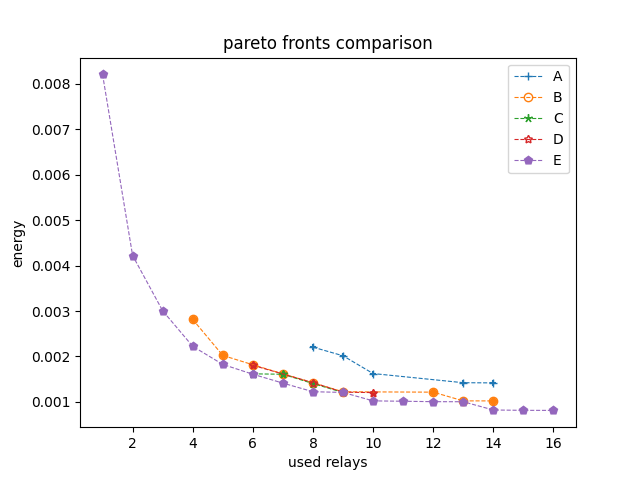 pareto fronts comparison
A
B
C
D
E
0.008
0.007
0.006
0.005
0.004
0.003
0.002
0.001
energy
2 4 6 8 10 12 14 16
used relays